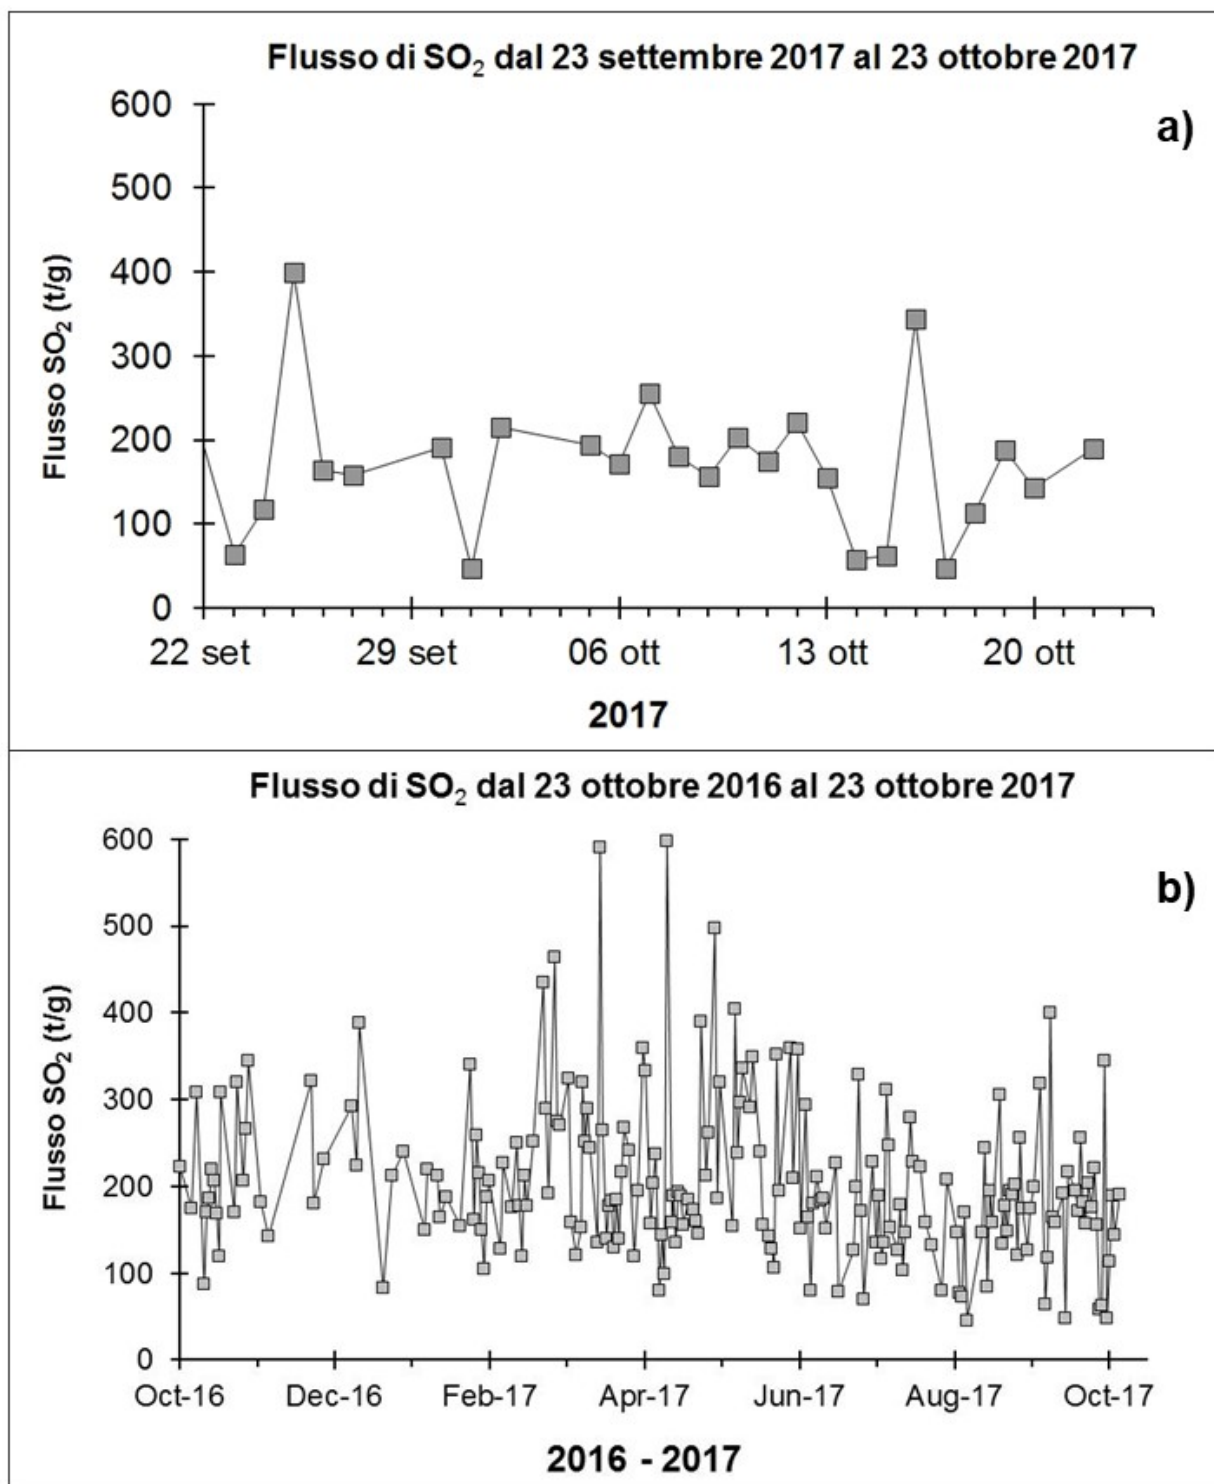 Flusso di SO₂ dal 23 settembre 2017 al 23 ottobre 2017
a)
600
500
400
300
200
100
0
Flusso SO₂ (t/g)
22 set 29 set 06 ott 13 ott 20 ott
2017
Flusso di SO₂ dal 23 ottobre 2016 al 23 ottobre 2017
b)
600
500
400
300
200
100
0
Flusso SO₂ (t/g)
Oct-16 Dec-16 Feb-17 Apr-17 Jun-17 Aug-17 Oct-17
2016 - 2017